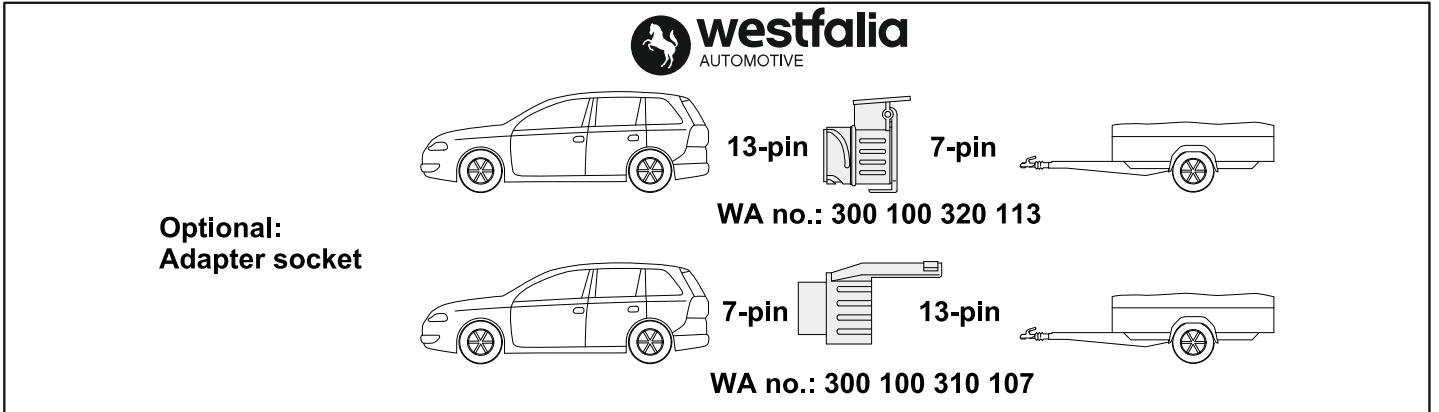 westfalia
AUTOMOTIVE
13-pin 7-pin
WA no.: 300 100 320 113
Optional:
Adapter socket
7-pin 13-pin
WA no.: 300 100 310 107